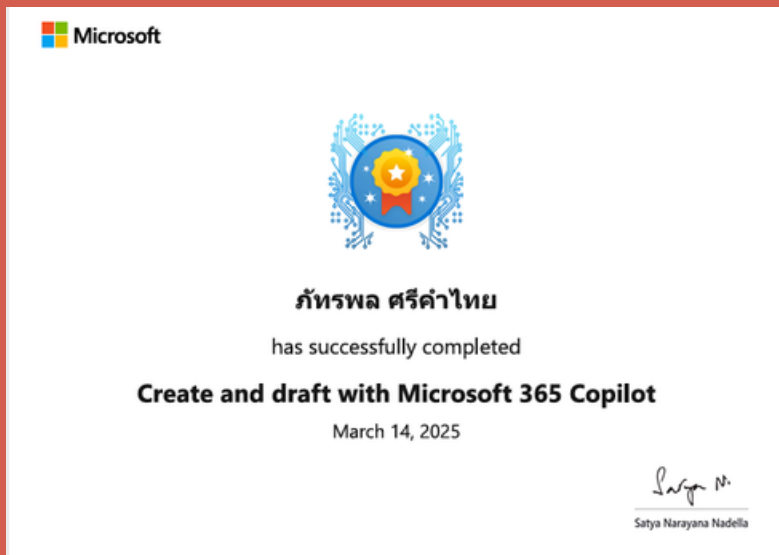 Microsoft
ภัทรพล ศรีคำไทย
has successfully completed
Create and draft with Microsoft 365 Copilot
March 14, 2025
Satya N.
Satya Narayana Nadella